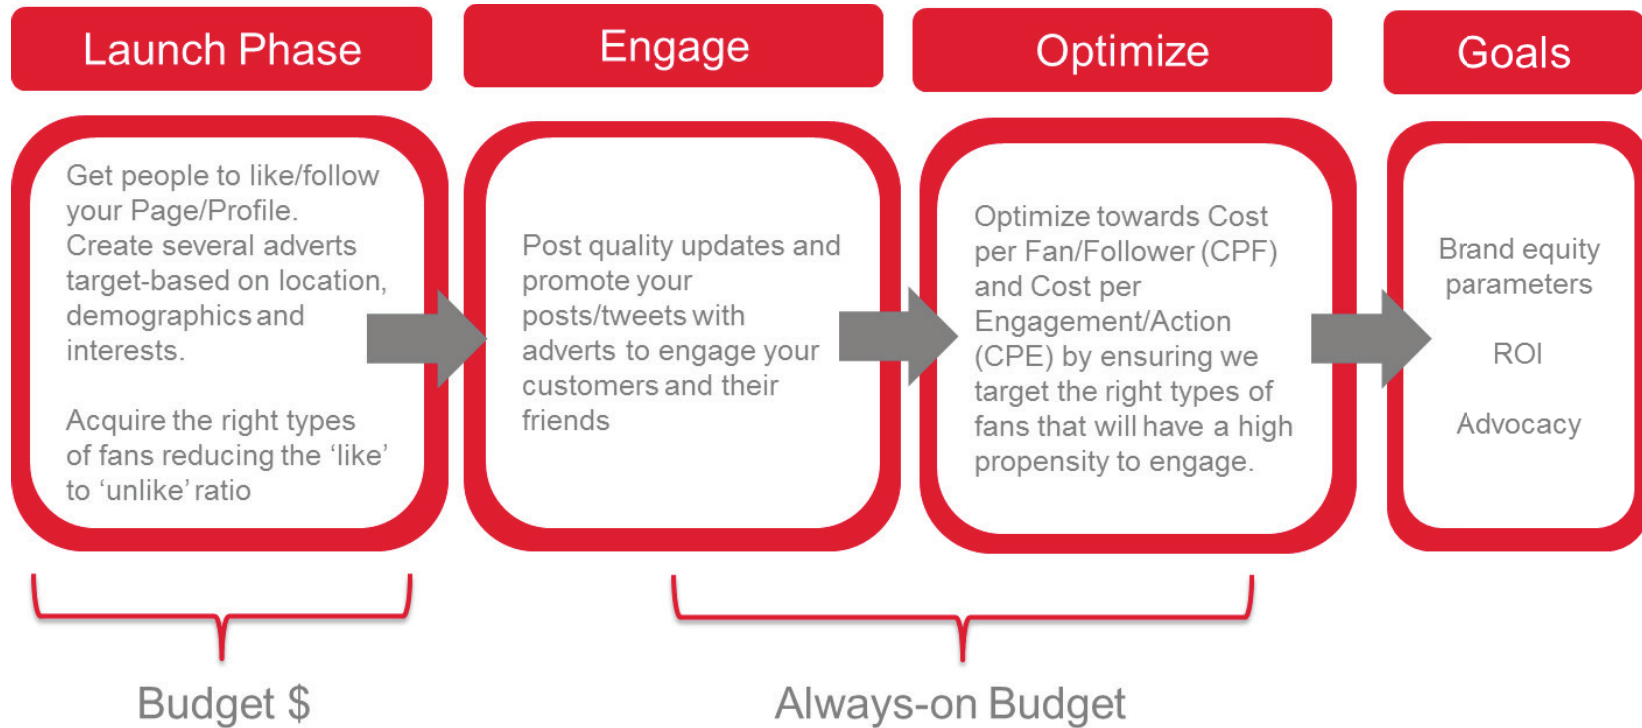 Launch Phase
Engage
Optimize
Goals
Get people to like/follow
your Page/Profile.
Create several adverts
target-based on location,
demographics and
interests.
Acquire the right types
of fans reducing the ‘like’
to ‘unlike’ ratio
Post quality updates and
promote your
posts/tweets with
adverts to engage your
customers and their
friends
Optimize towards Cost
per Fan/Follower (CPF)
and Cost per
Engagement/Action
(CPE) by ensuring we
target the right types of
fans that will have a high
propensity to engage.
Brand equity
parameters
ROI
Advocacy
Budget $
Always-on Budget